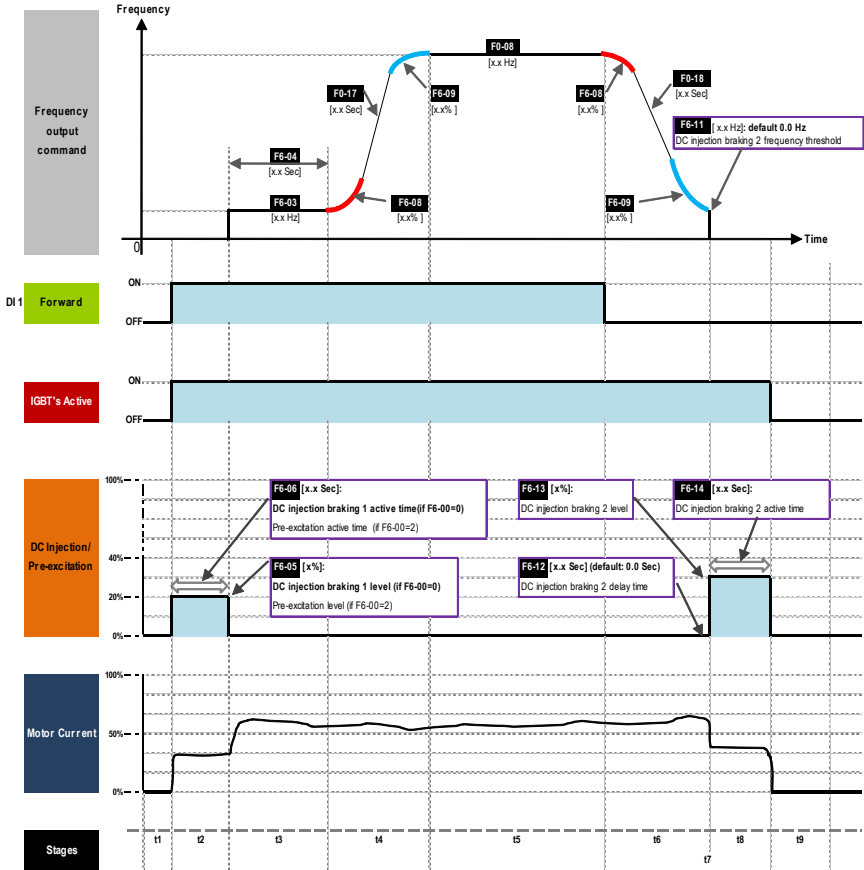 Frequency
Frequency
output
command
F0-08
[x.x Hz]
F0-17
[x.x Sec]
F6-09
[x.x% ]
F6-08
[x.x% ]
F0-18
[x.x Sec]
F6-11 [ x.x Hz]: default 0.0 Hz
DC injection braking 2 frequency threshold
F6-04
[x.x Sec]
F6-03
[x.x Hz]
F6-08
[x.x% ]
F6-09
[x.x% ]
0
Time
DI 1
Forward
ON
OFF
IGBT's Active
ON
OFF
DC Injection/
Pre-excitation
100%
40%
20%
0%
F6-06 [x.x Sec]:
DC injection braking 1 active time(if F6-00=0)
Pre-excitation active time (if F6-00=2)
F6-05 [x%]:
DC injection braking 1 level (if F6-00=0)
Pre-excitation level (if F6-00=2)
F6-13 [x%]:
DC injection braking 2 level
F6-14 [x.x Sec]:
DC injection braking 2 active time
F6-12 [x.x Sec] (default: 0.0 Sec)
DC injection braking 2 delay time
Motor Current
100%
50%
0%
Stages
t1 t2 t3 t4 t5 t6 t7 t8 t9